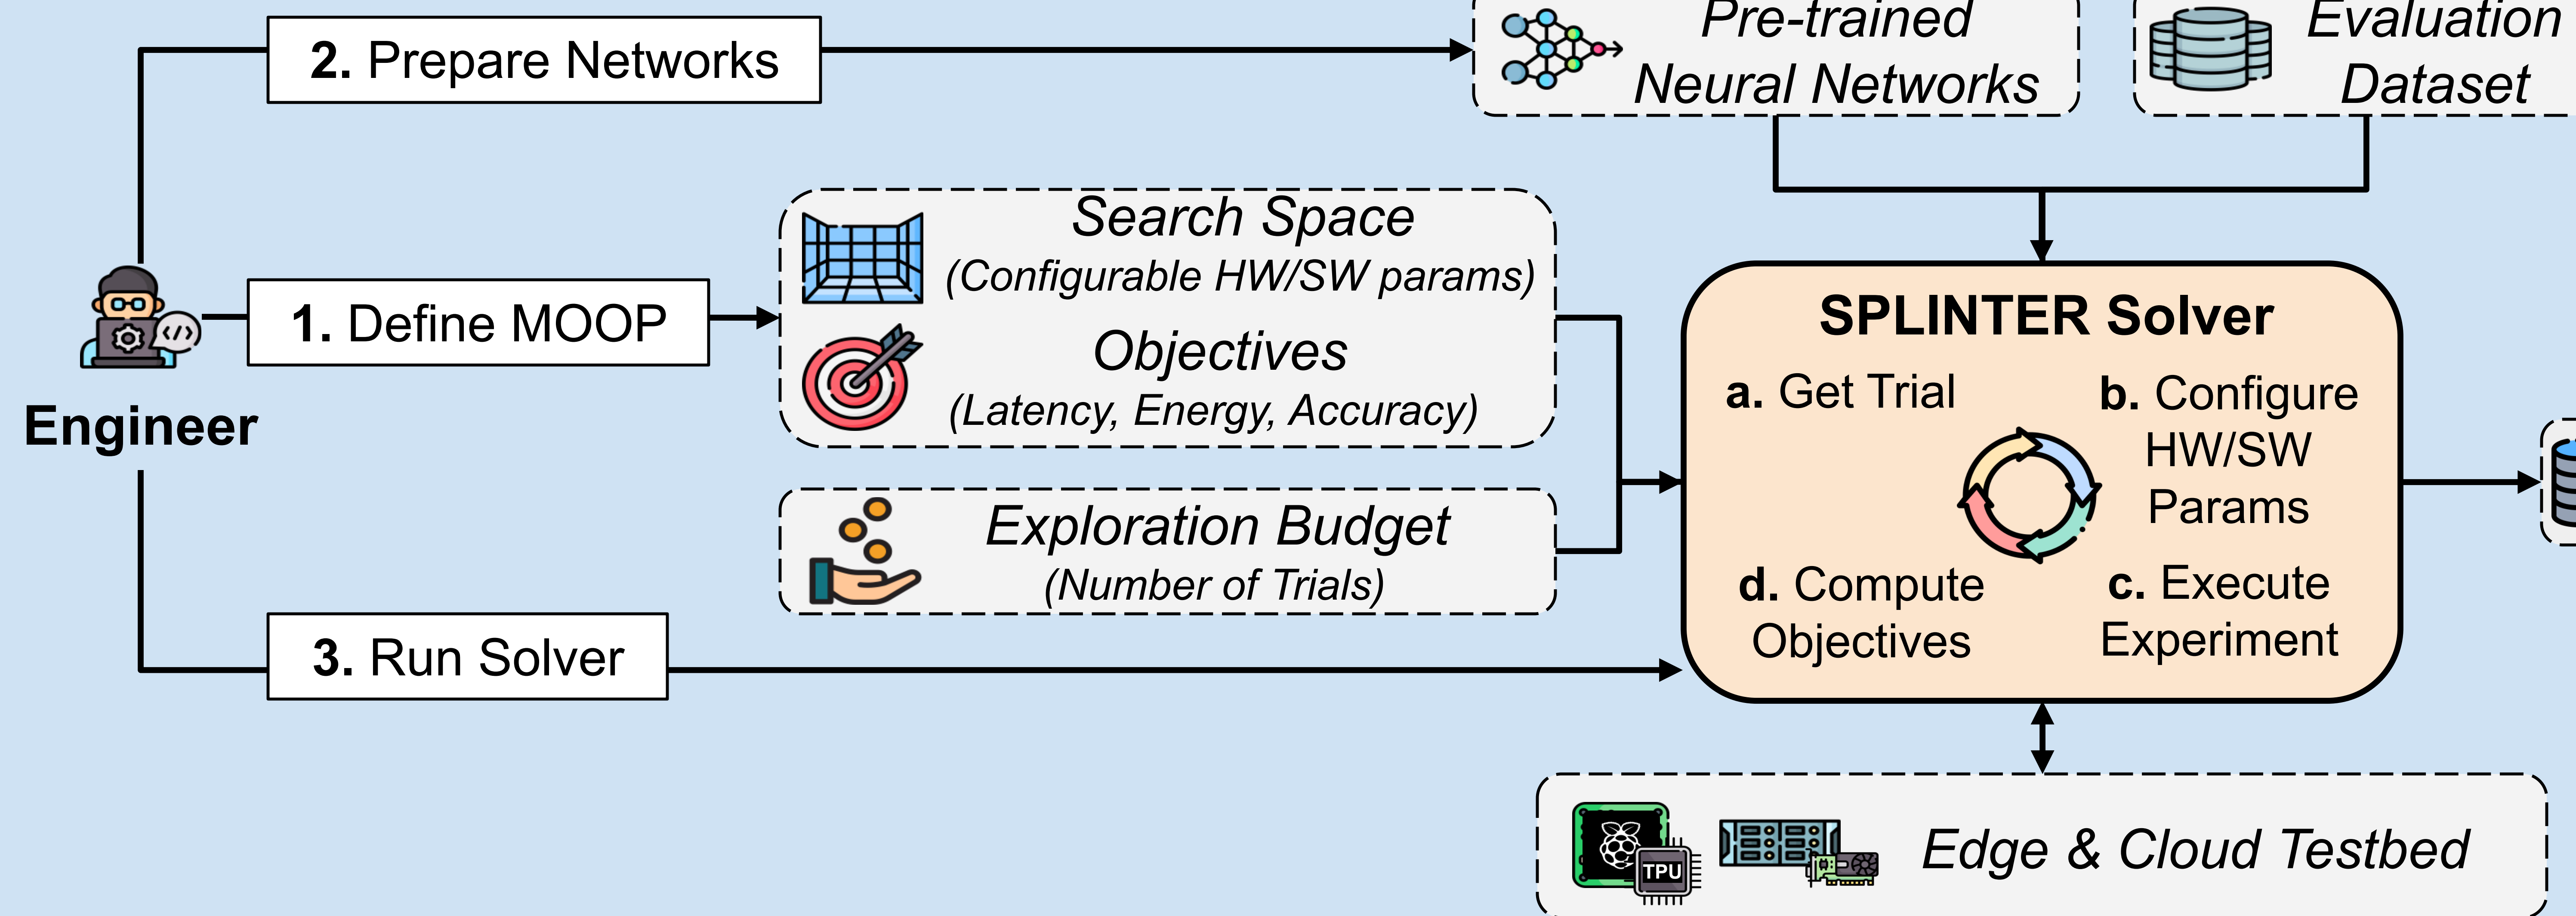 2. Prepare Networks
Pre-trained
Neural Networks
Evaluation
Dataset
1. Define MOOP
Search Space
(Configurable HW/SW params)
Objectives
(Latency, Energy, Accuracy)
Engineer
Exploration Budget
(Number of Trials)
3. Run Solver
SPLINTER Solver
a. Get Trial
b. Configure
HW/SW
Params
c. Execute
Experiment
d. Compute
Objectives
TPU
Edge & Cloud Testbed